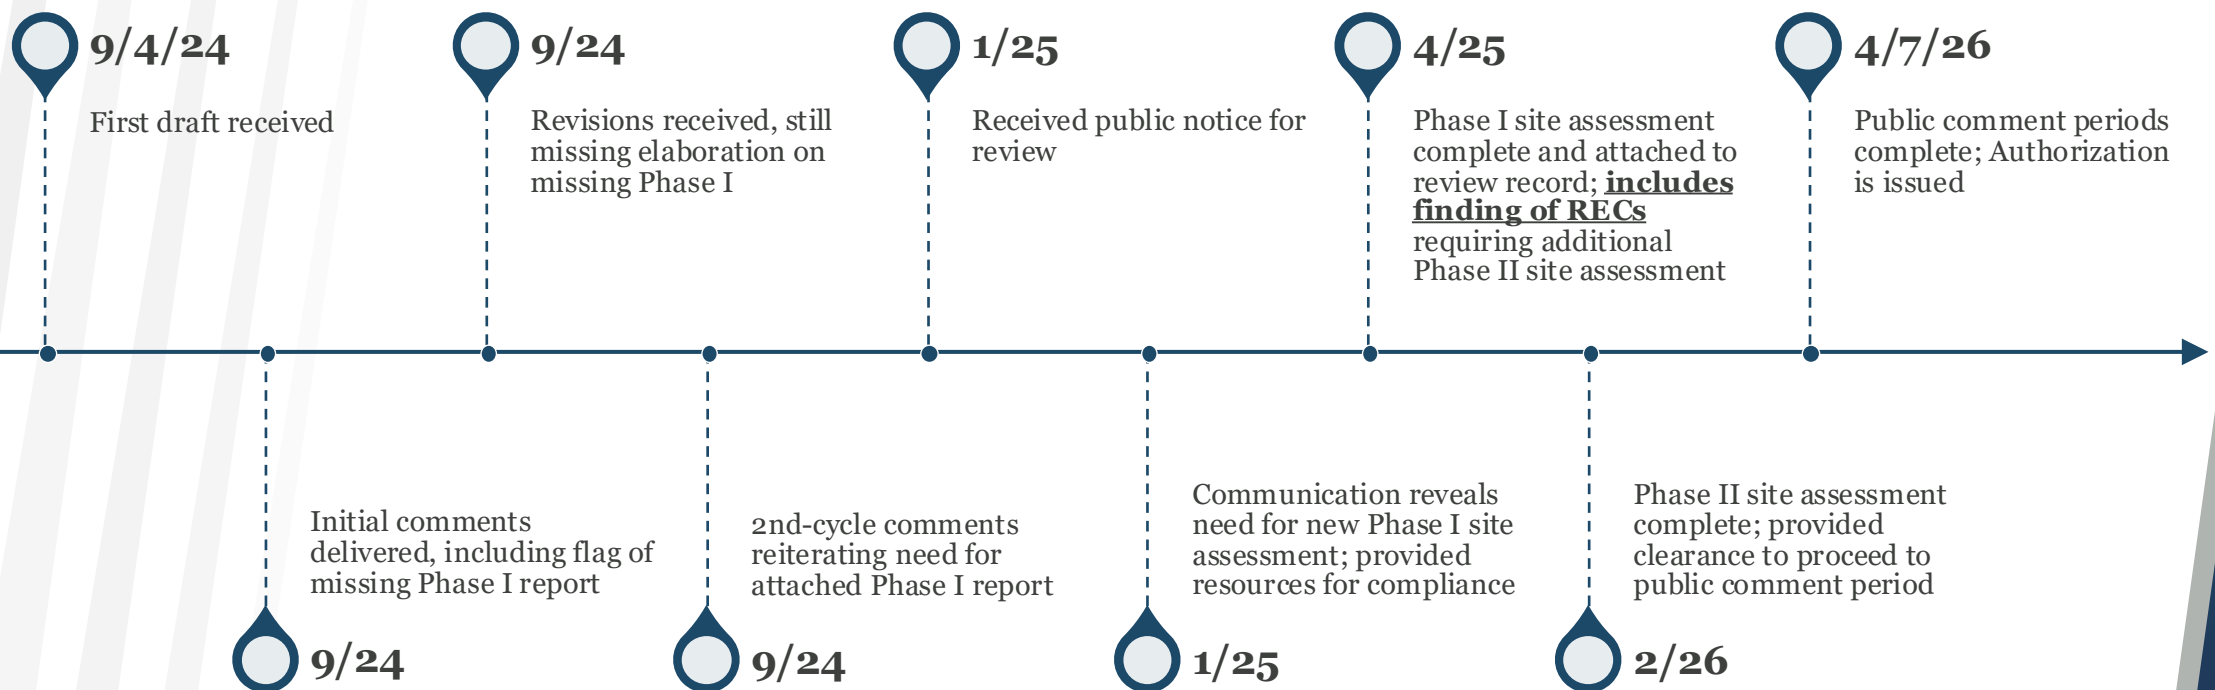 9/4/24
First draft received
9/24
Initial comments
delivered, including flag of
missing Phase I report
9/24
Revisions received, still
missing elaboration on
missing Phase I
9/24
2nd-cycle comments
reiterating need for
attached Phase I report
1/25
Received public notice for
review
1/25
Communication reveals
need for new Phase I site
assessment; provided
resources for compliance
4/25
Phase I site assessment
complete and attached to
review record; includes
finding of RECs
requiring additional
Phase II site assessment
2/26
Phase II site assessment
complete; provided
clearance to proceed to
public comment period
4/7/26
Public comment periods
complete; Authorization
is issued